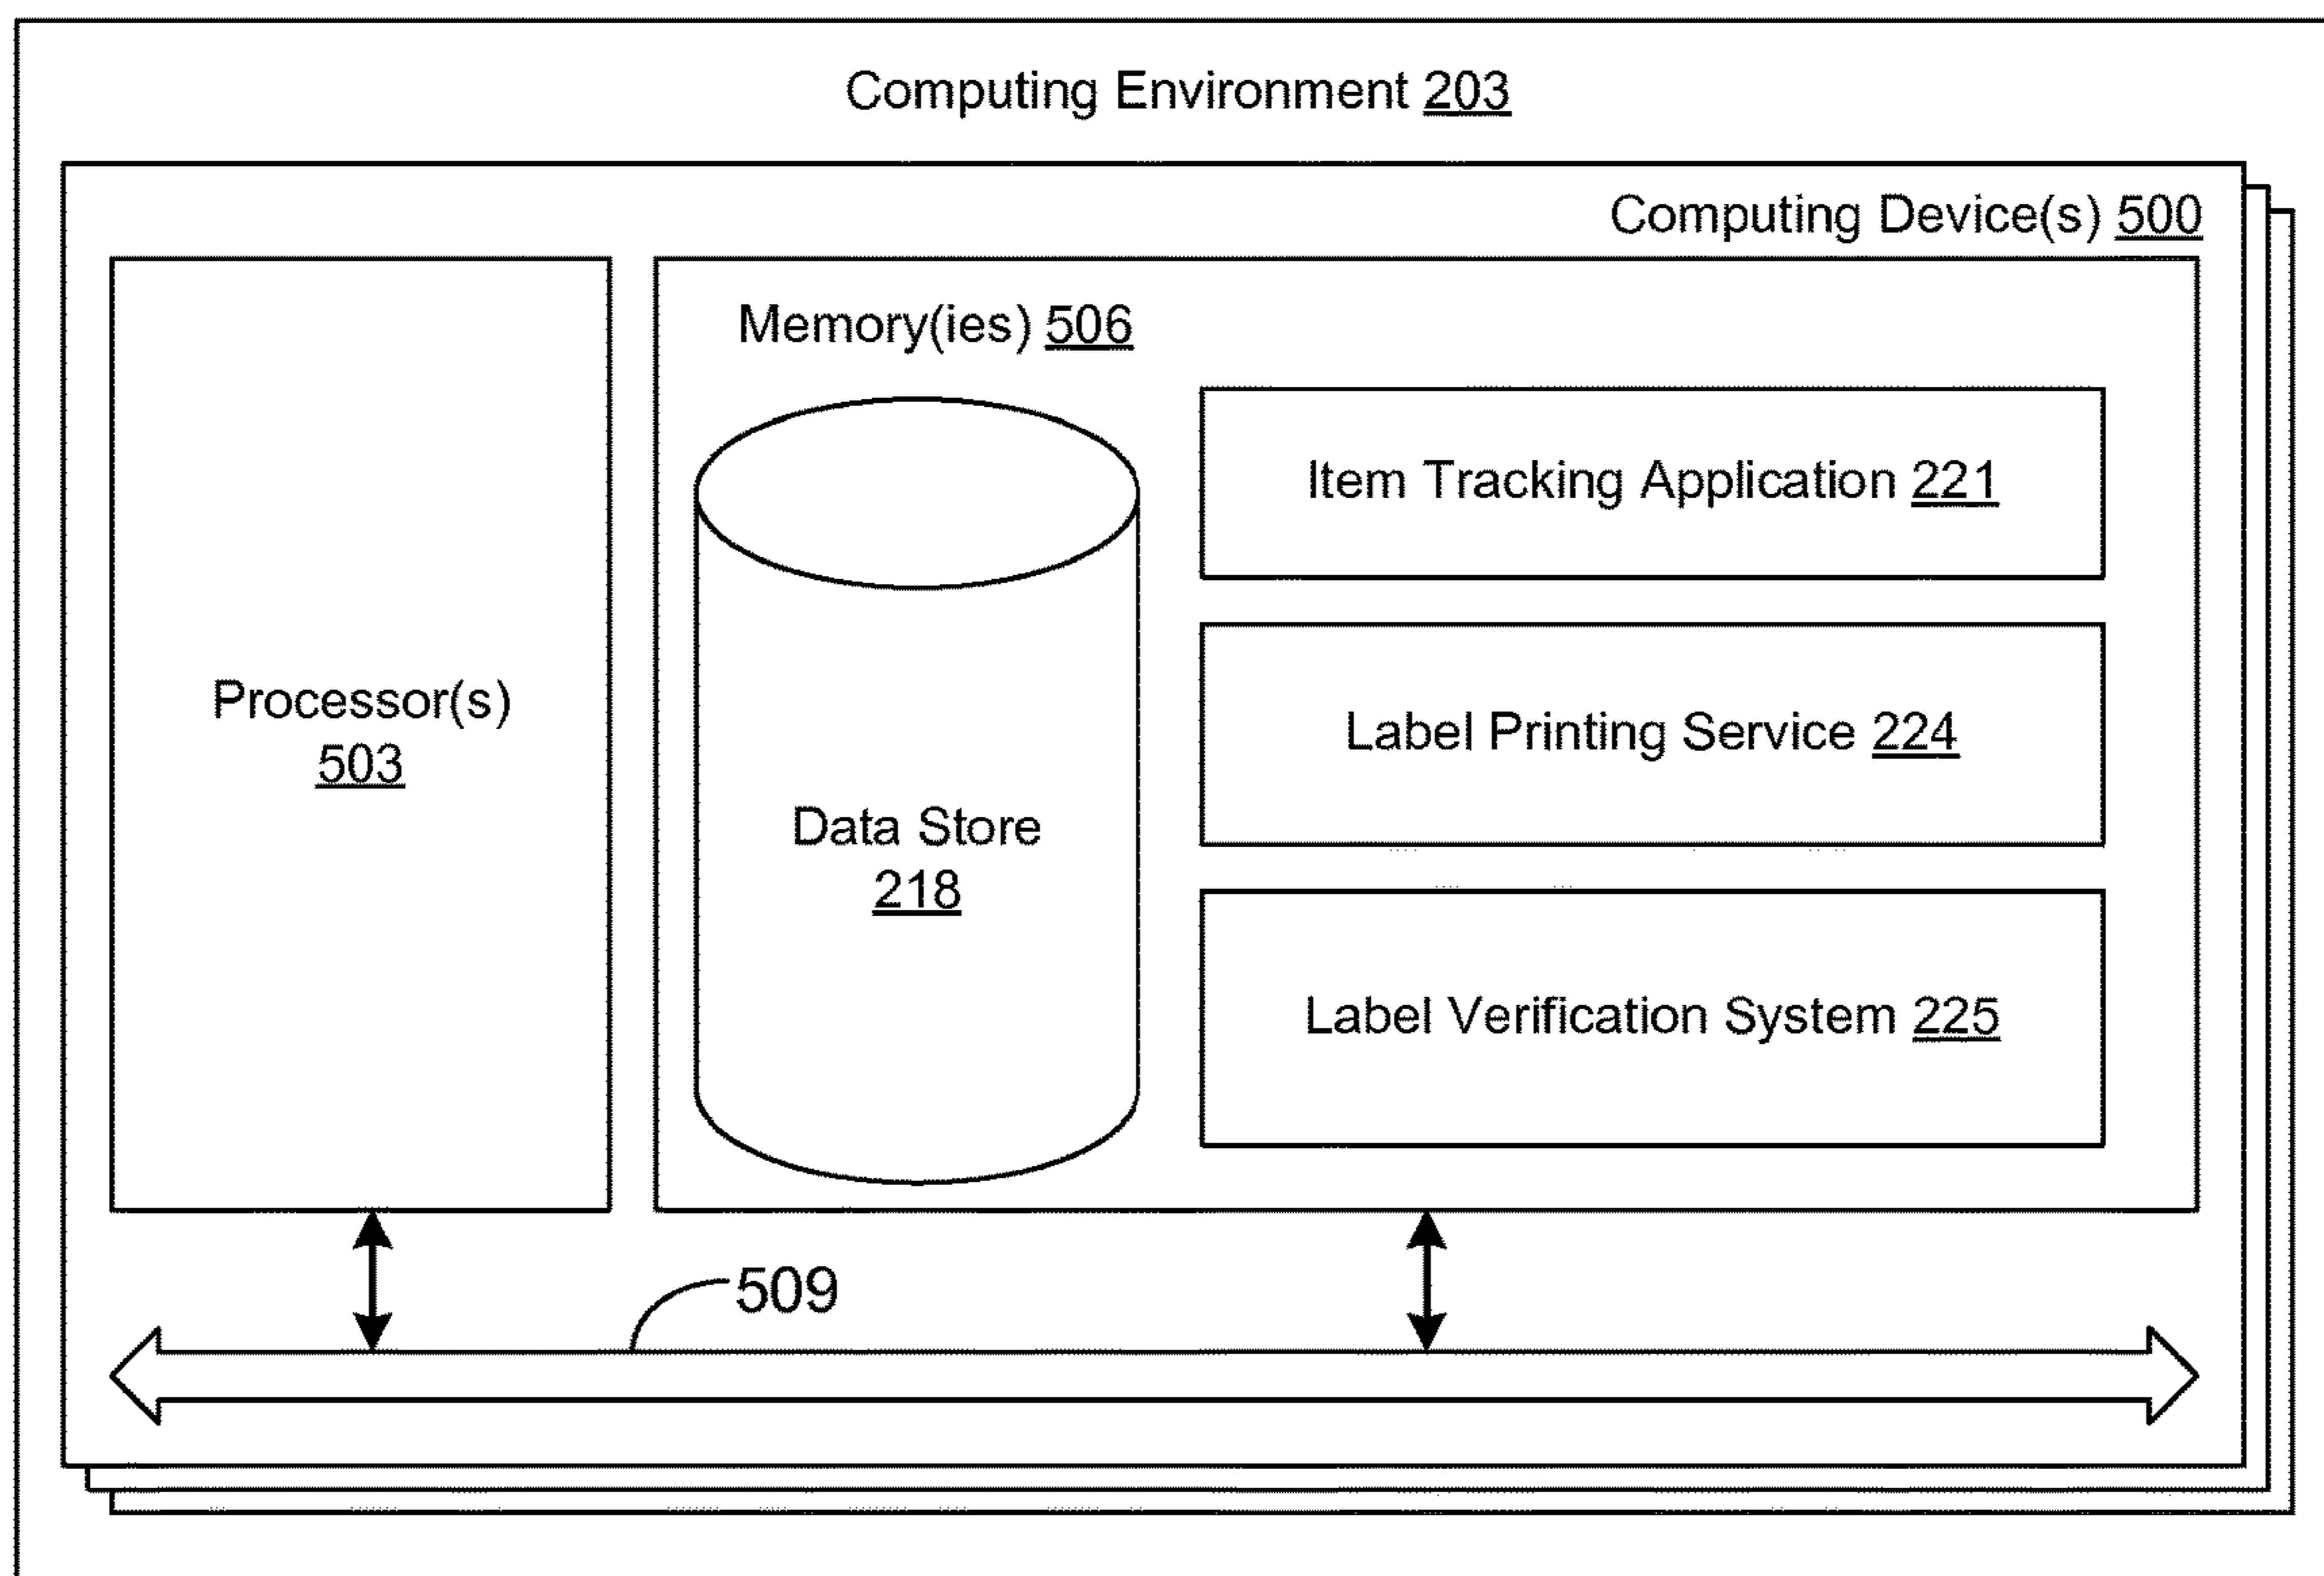 Computing Environment 203
Computing Device(s) 500
Memory(ies) 506
Item Tracking Application 221
Processor(s)
503
Label Printing Service 224
Data Store
218
Label Verification System 225
509